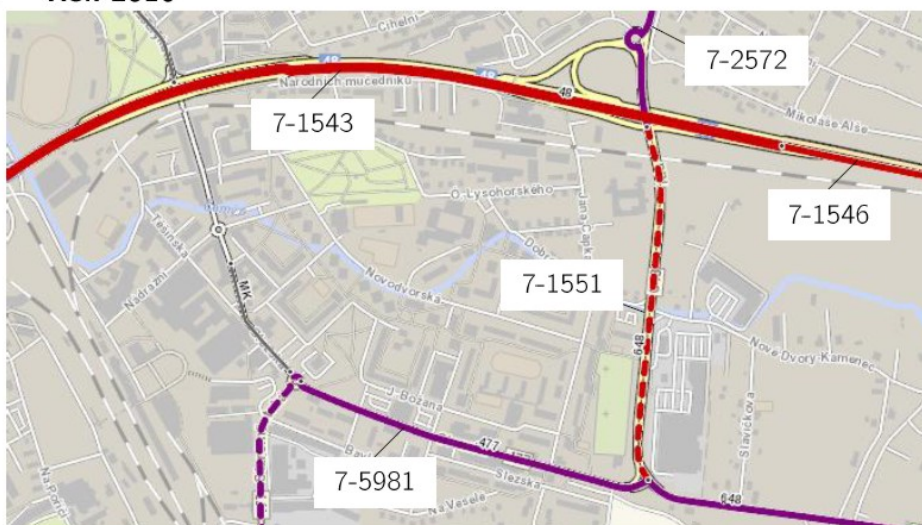 Cihelní
7-2572
48
48
Národních mučedníků
48
7-1543
Mikoláše Alše
O. Lysohorského
7-1546
Těšínská
Jana Čapka
Nádražní
7-1551
MK
Novodvorská
648
Nové Dvory-Kamenec
J. Božana
Slavíčkova
477
Slezská
7-5981
Na Veselé
648